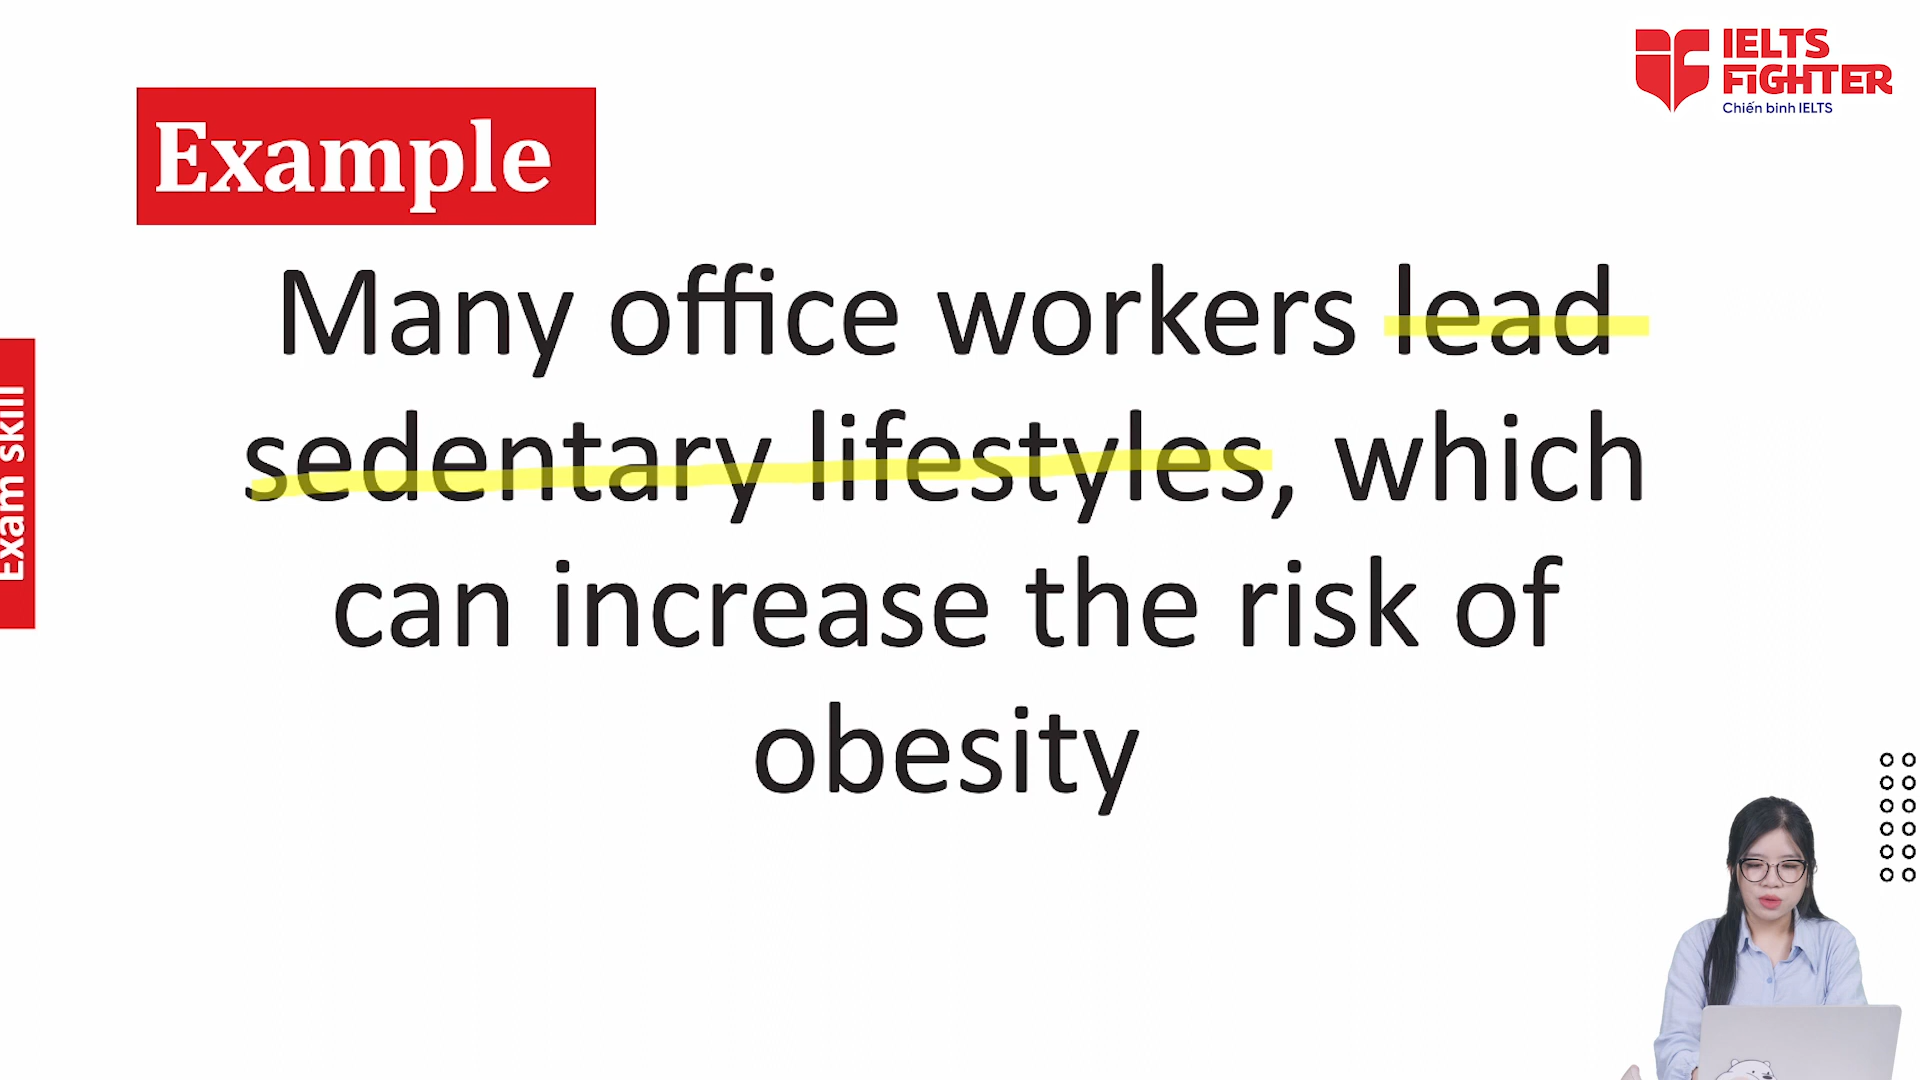 IELTS
FIGHTER
Chiến binh IELTS
Example
Many office workers lead
sedentary lifestyles, which
can increase the risk of
obesity
Exam skill